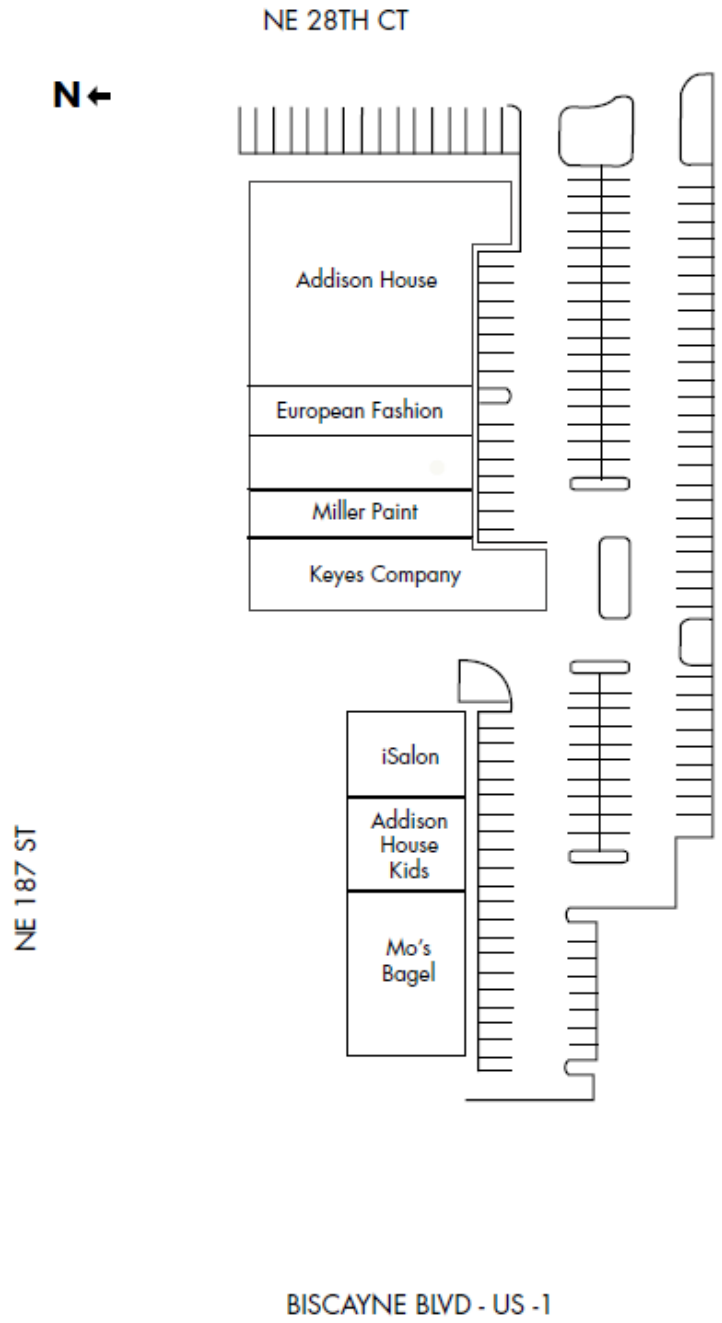 NE 28TH CT
N
Addison House
European Fashion
Miller Paint
Keyes Company
iSalon
Addison
House
Kids
NE 187 ST
Mo's
Bagel
BISCAYNE BLVD - US -1